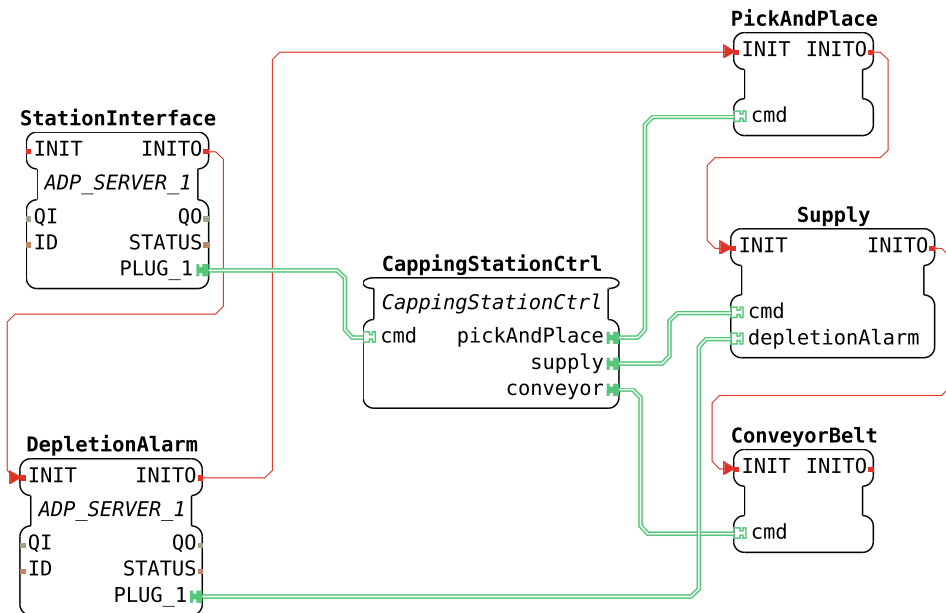 PickAndPlace
INIT INITO
cmd
StationInterface
INIT INITO
ADP_SERVER_1
QI QO
ID STATUS
PLUG_1
Supply
INIT INITO
cmd
depletionAlarm
CappingStationCtrl
CappingStationCtrl
cmd pickAndPlace
supply
conveyor
DepletionAlarm
INIT INITO
ADP_SERVER_1
QI QO
ID STATUS
PLUG_1
ConveyorBelt
INIT INITO
cmd